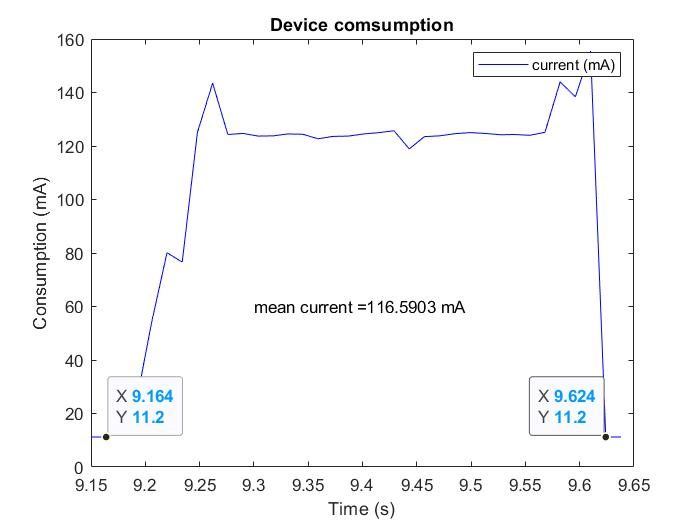 Device comsumption
160
current (mA)
140
120
100
80
60
40
20
0
Consumption (mA)
mean current =116.5903 mA
X 9.164
Y 11.2
X 9.624
Y 11.2
9.15 9.2 9.25 9.3 9.35 9.4 9.45 9.5 9.55 9.6 9.65
Time (s)